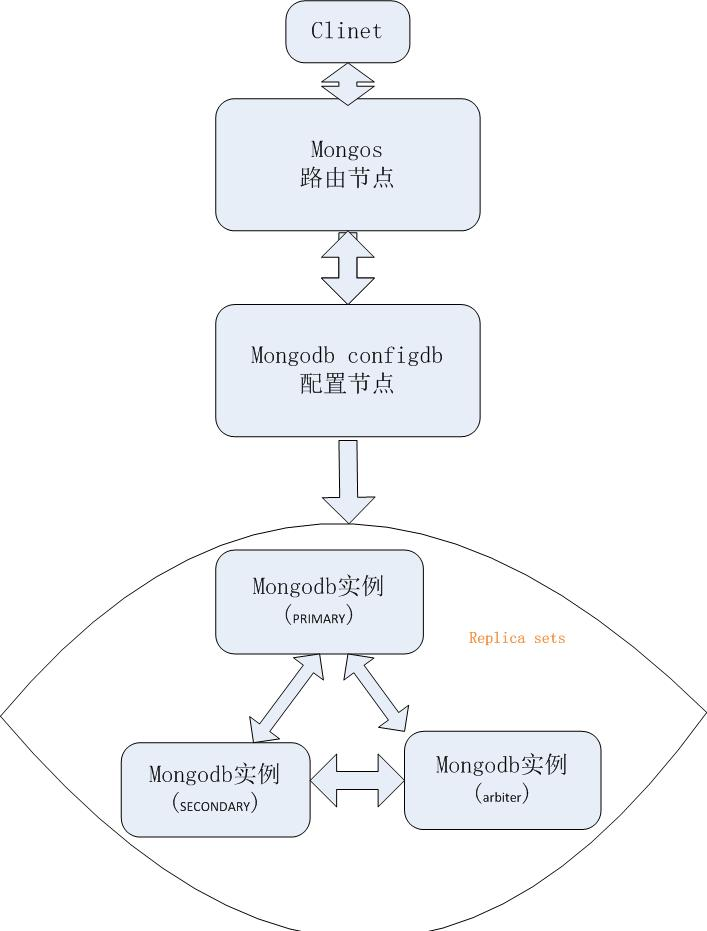 Clinet
Mongos
路由节点
Mongodb configdb
配置节点
Mongodb实例
（PRIMARY）
Replica sets
Mongodb实例
（SECONDARY）
Mongodb实例
（arbiter）